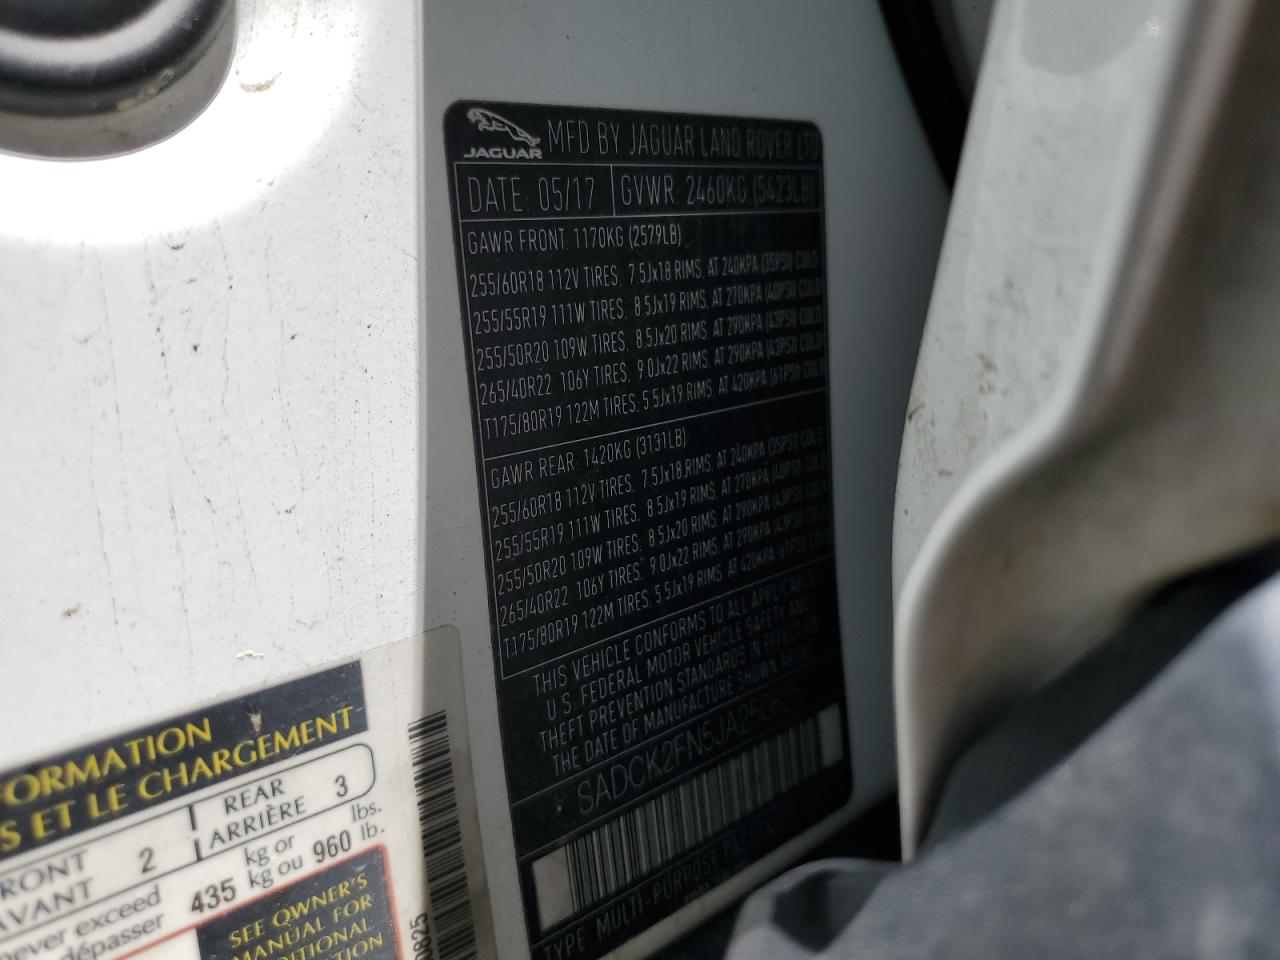 JAGUAR
MFD BY JAGUAR LAND ROVER LTD
DATE: 05/17 GVWR: 2460KG (5423LB)
GAWR FRONT: 1170KG (2579LB)
255/60R18 112V TIRES, 7.5Jx18 RIMS, AT 240KPA (35PSI) COLD
255/55R19 111W TIRES, 8.5Jx19 RIMS, AT 270KPA (40PSI) COLD
255/50R20 109W TIRES, 8.5Jx20 RIMS, AT 290KPA (43PSI) COLD
265/40R22 106Y TIRES, 9.0Jx22 RIMS, AT 290KPA (43PSI) COLD
T175/80R19 122M TIRES, 5.5Jx19 RIMS, AT 420KPA (61PSI) COLD
GAWR REAR: 1420KG (3131LB)
255/60R18 112V TIRES, 7.5Jx18 RIMS, AT 240KPA (35PSI) COLD
255/55R19 111W TIRES, 8.5Jx19 RIMS, AT 270KPA (40PSI) COLD
255/50R20 109W TIRES, 8.5Jx20 RIMS, AT 290KPA (43PSI) COLD
265/40R22 106Y TIRES, 9.0Jx22 RIMS, AT 290KPA (43PSI) COLD
T175/80R19 122M TIRES, 5.5Jx19 RIMS, AT 420KPA (61PSI) COLD
THIS VEHICLE CONFORMS TO ALL APPLICABLE
U.S. FEDERAL MOTOR VEHICLE SAFETY AND
THEFT PREVENTION STANDARDS IN EFFECT ON
THE DATE OF MANUFACTURE SHOWN ABOVE
TYPE: MULTI-PURPOSE
ORMATION
S ET LE CHARGEMENT
FRONT 2 REAR 3
AVANT ARRIÈRE
never exceed 435 kg or 960 lbs.
dépasser kg ou lb.
SEE OWNER'S
MANUAL FOR
DITIONAL
0825